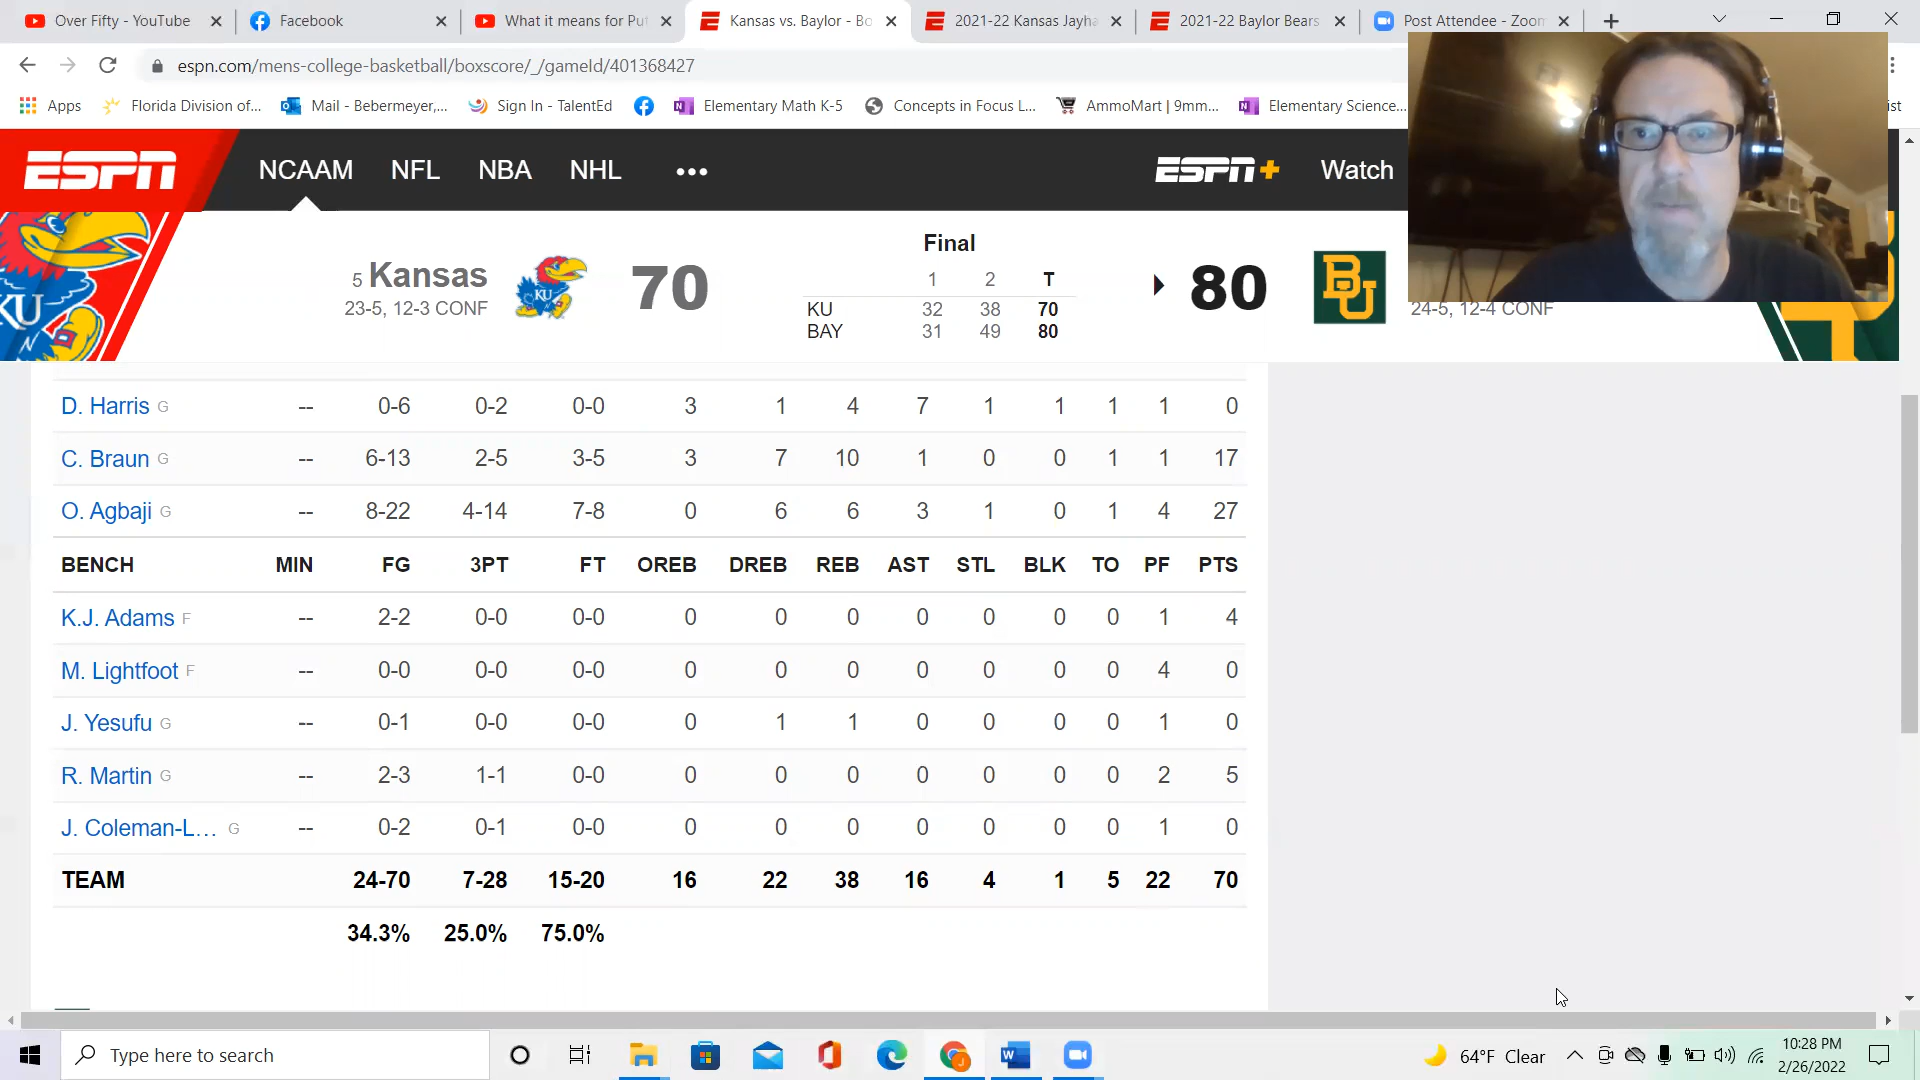 Over Fifty - YouTube
Facebook
What it means for Put
Kansas vs. Baylor - Bo
2021-22 Kansas Jayha
2021-22 Baylor Bears
Post Attendee - Zoom
espn.com/mens-college-basketball/boxscore/_/gameId/401368427
Apps Florida Division of... Mail - Bebermeyer,... Sign In - TalentEd Elementary Math K-5 Concepts in Focus L... AmmoMart | 9mm... Elementary Science... ist
ESPN NCAAM NFL NBA NHL ••• ESPN+ Watch
Final
5 Kansas 70 80
23-5, 12-3 CONF 24-5, 12-4 CONF
1 2 T
KU 32 38 70
BAY 31 49 80
KU
BU
D. Harris G -- 0-6 0-2 0-0 3 1 4 7 1 1 1 1 0
C. Braun G -- 6-13 2-5 3-5 3 7 10 1 0 0 1 1 17
O. Agbaji G -- 8-22 4-14 7-8 0 6 6 3 1 0 1 4 27
BENCH MIN FG 3PT FT OREB DREB REB AST STL BLK TO PF PTS
K.J. Adams F -- 2-2 0-0 0-0 0 0 0 0 0 0 0 1 4
M. Lightfoot F -- 0-0 0-0 0-0 0 0 0 0 0 0 0 4 0
J. Yesufu G -- 0-1 0-0 0-0 0 1 1 0 0 0 0 1 0
R. Martin G -- 2-3 1-1 0-0 0 0 0 0 0 0 0 2 5
J. Coleman-L... G -- 0-2 0-1 0-0 0 0 0 0 0 0 0 1 0
TEAM 24-70 7-28 15-20 16 22 38 16 4 1 5 22 70
34.3% 25.0% 75.0%
Type here to search
64°F Clear
10:28 PM
2/26/2022